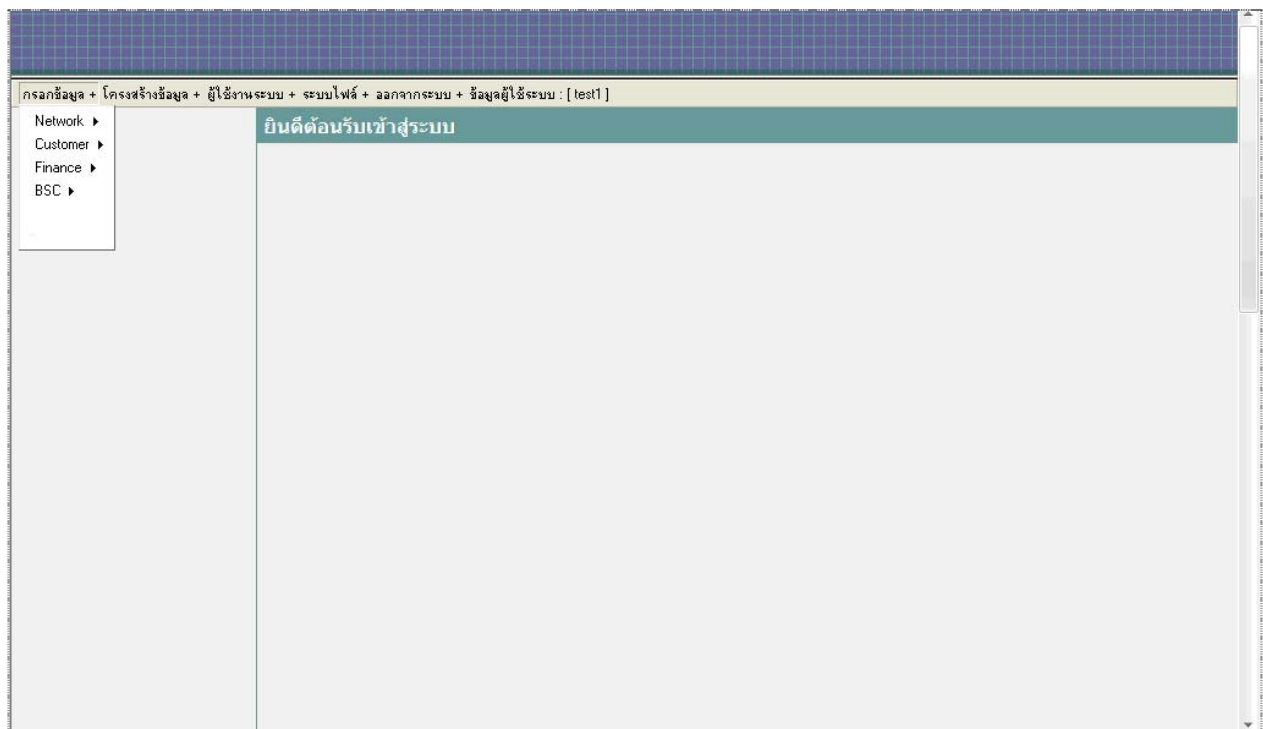 กรอกข้อมูล + โครงสร้างข้อมูล + ผู้ใช้งานระบบ + ระบบไฟล์ + ออกจากระบบ + ข้อมูลผู้ใช้ระบบ : [ test1 ]
Network
Customer
Finance
BSC
ยินดีต้อนรับเข้าสู่ระบบ